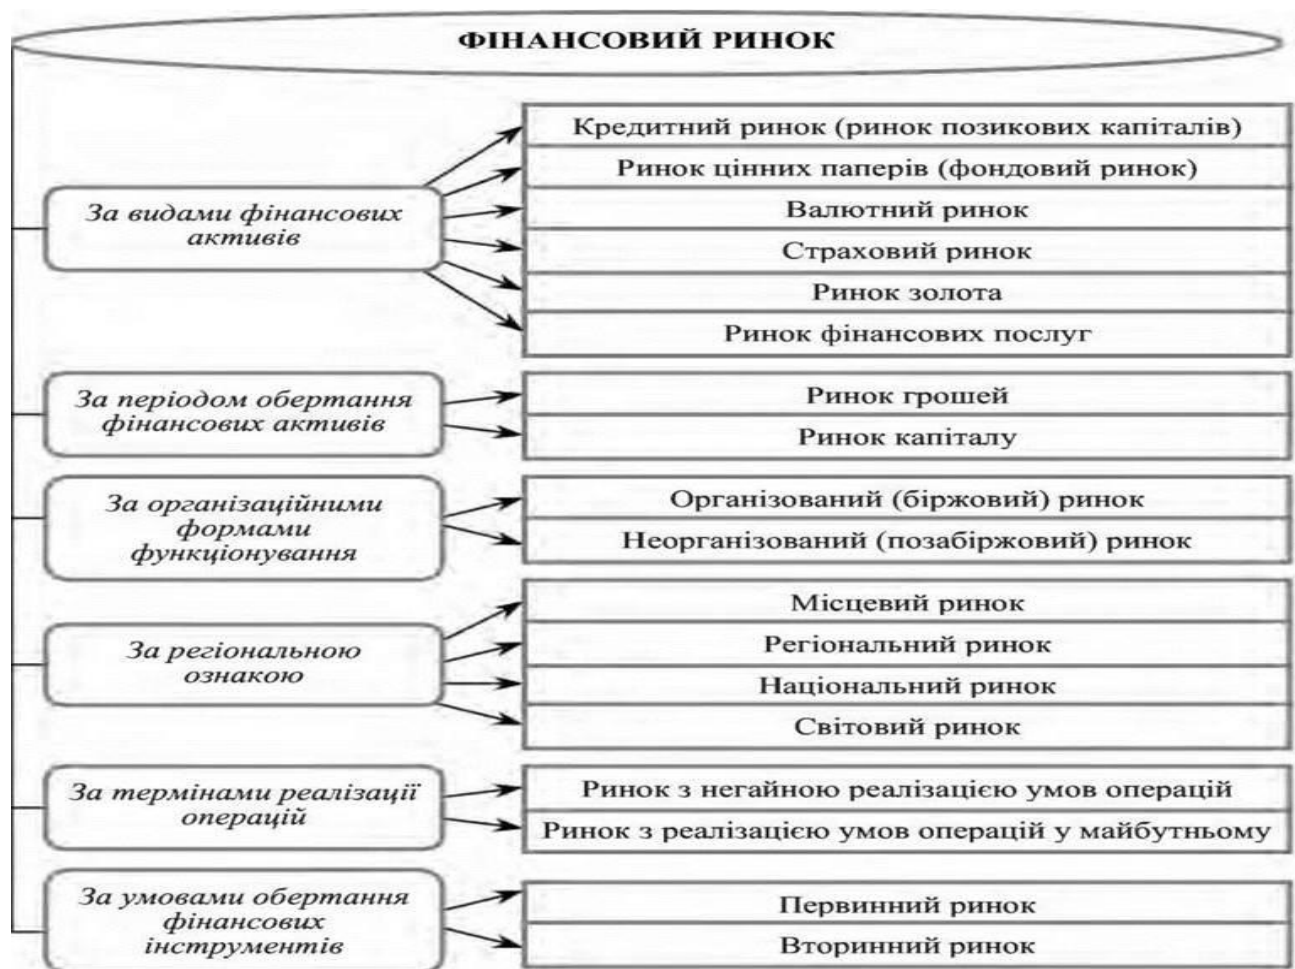 ФІНАНСОВИЙ РИНОК
За видами фінансових
активів
Кредитний ринок (ринок позикових капіталів)
Ринок цінних паперів (фондовий ринок)
Валютний ринок
Страховий ринок
Ринок золота
Ринок фінансових послуг
За періодом обертання
фінансових активів
Ринок грошей
Ринок капіталу
За організаційними
формами
функціонування
Організований (біржовий) ринок
Неорганізований (позабіржовий) ринок
За регіональною
ознакою
Місцевий ринок
Регіональний ринок
Національний ринок
Світовий ринок
За термінами реалізації
операцій
Ринок з негайною реалізацією умов операцій
Ринок з реалізацією умов операцій у майбутньому
За умовами обертання
фінансових
інструментів
Первинний ринок
Вторинний ринок